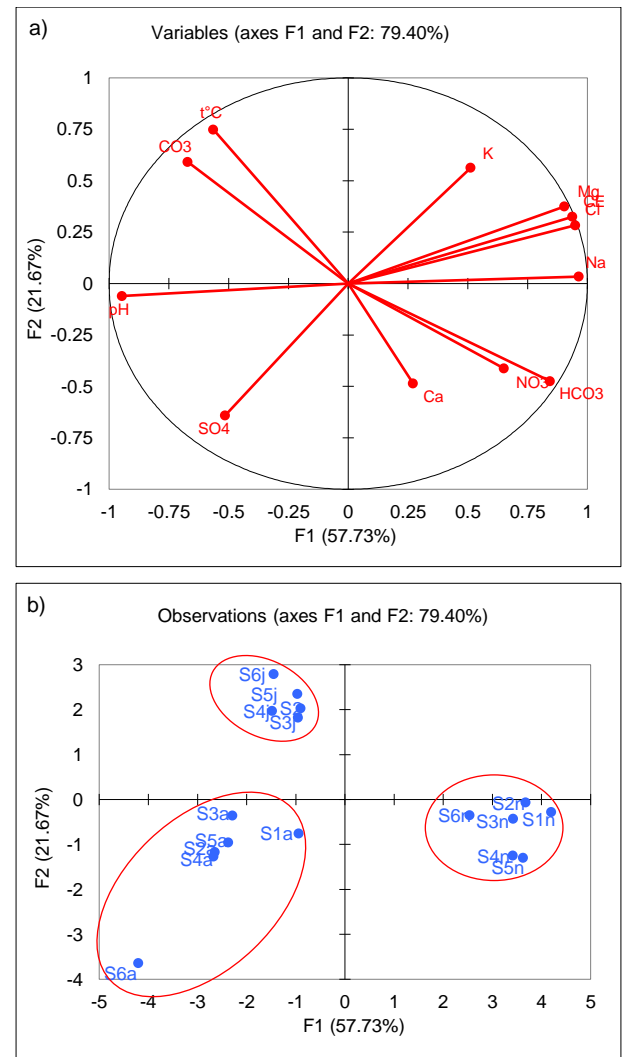 a)
Variables (axes F1 and F2: 79.40%)
1
t°C
0.75
CO3
K
0.5
Mg
CE
Cl
0.25
Na
0
pH
-0.25
NO3
HCO3
Ca
-0.5
SO4
-0.75
-1
F2 (21.67%)
-1 -0.75 -0.5 -0.25 0 0.25 0.5 0.75 1
F1 (57.73%)
b)
Observations (axes F1 and F2: 79.40%)
3
S6j
S5j
2
S4j
S3j
1
0
S3a
S2n
S6n
S3n S1n
S1a
-1
S5a
S4a
S4n
S5n
-2
-3
S6a
-4
F2 (21.67%)
-5 -4 -3 -2 -1 0 1 2 3 4 5
F1 (57.73%)